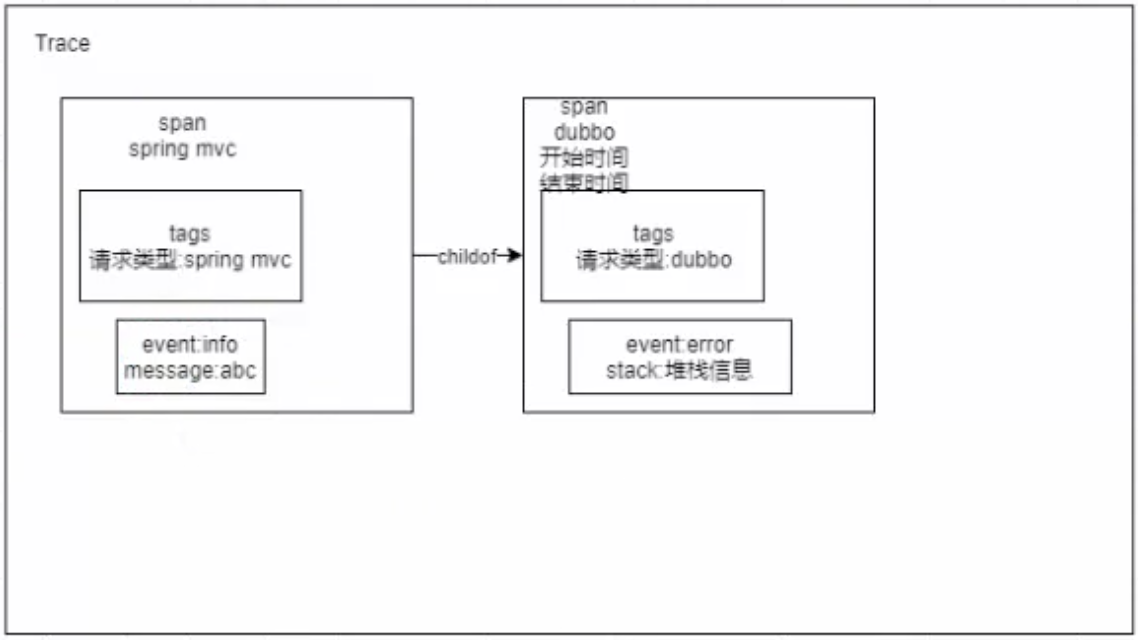 Trace
span
spring mvc
tags
请求类型:spring mvc
event:info
message:abc
childof
span
dubbo
开始时间
结束时间
tags
请求类型:dubbo
event:error
stack:堆栈信息